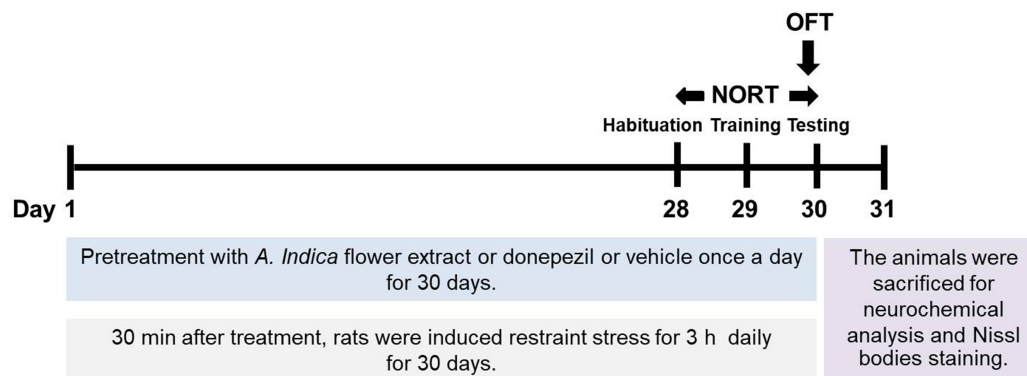 OFT
NORT
Habituation Training Testing
Day 1 28 29 30 31
Pretreatment with A. Indica flower extract or donepezil or vehicle once a day
for 30 days.
30 min after treatment, rats were induced restraint stress for 3 h daily
for 30 days.
The animals were
sacrificed for
neurochemical
analysis and Nissl
bodies staining.